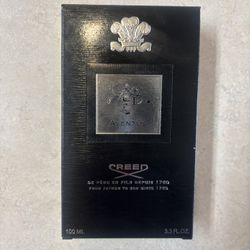 AVENTUS
CREED
DE PÈRE EN FILS DEPUIS 1760
FROM FATHER TO SON SINCE 1760
100 ML    3.3 FL.OZ.